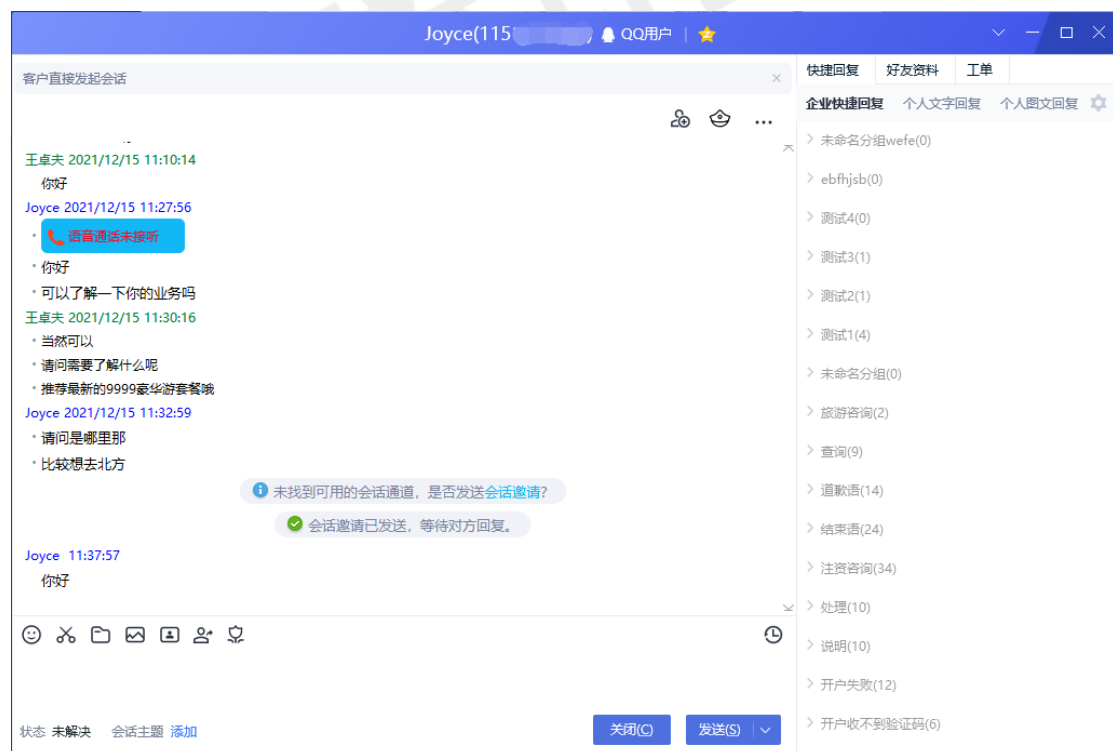 Joyce(115 ) QQ用户
客户直接发起会话
王卓夫 2021/12/15 11:10:14
你好
Joyce 2021/12/15 11:27:56
语音通话未接听
你好
可以了解一下你的业务吗
王卓夫 2021/12/15 11:30:16
当然可以
请问需要了解什么呢
推荐最新的9999豪华游套餐哦
Joyce 2021/12/15 11:32:59
请问是哪里那
比较想去北方
未找到可用的会话通道，是否发送会话邀请?
会话邀请已发送，等待对方回复。
Joyce 11:37:57
你好
状态 未解决 会话主题 添加
关闭(C) 发送(S)
快捷回复 好友资料 工单
企业快捷回复 个人文字回复 个人图文回复
未命名分组wefe(0)
ebfhjsb(0)
测试4(0)
测试3(1)
测试2(1)
测试1(4)
未命名分组(0)
旅游咨询(2)
查询(9)
道歉语(14)
结束语(24)
注资咨询(34)
处理(10)
说明(10)
开户失败(12)
开户收不到验证码(6)